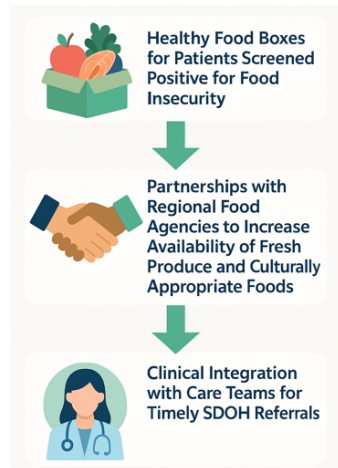 Healthy Food Boxes
for Patients Screened
Positive for Food
Insecurity
Partnerships with
Regional Food
Agencies to Increase
Availability of Fresh
Produce and Culturally
Appropriate Foods
Clinical Integration
with Care Teams for
Timely SDOH Referrals